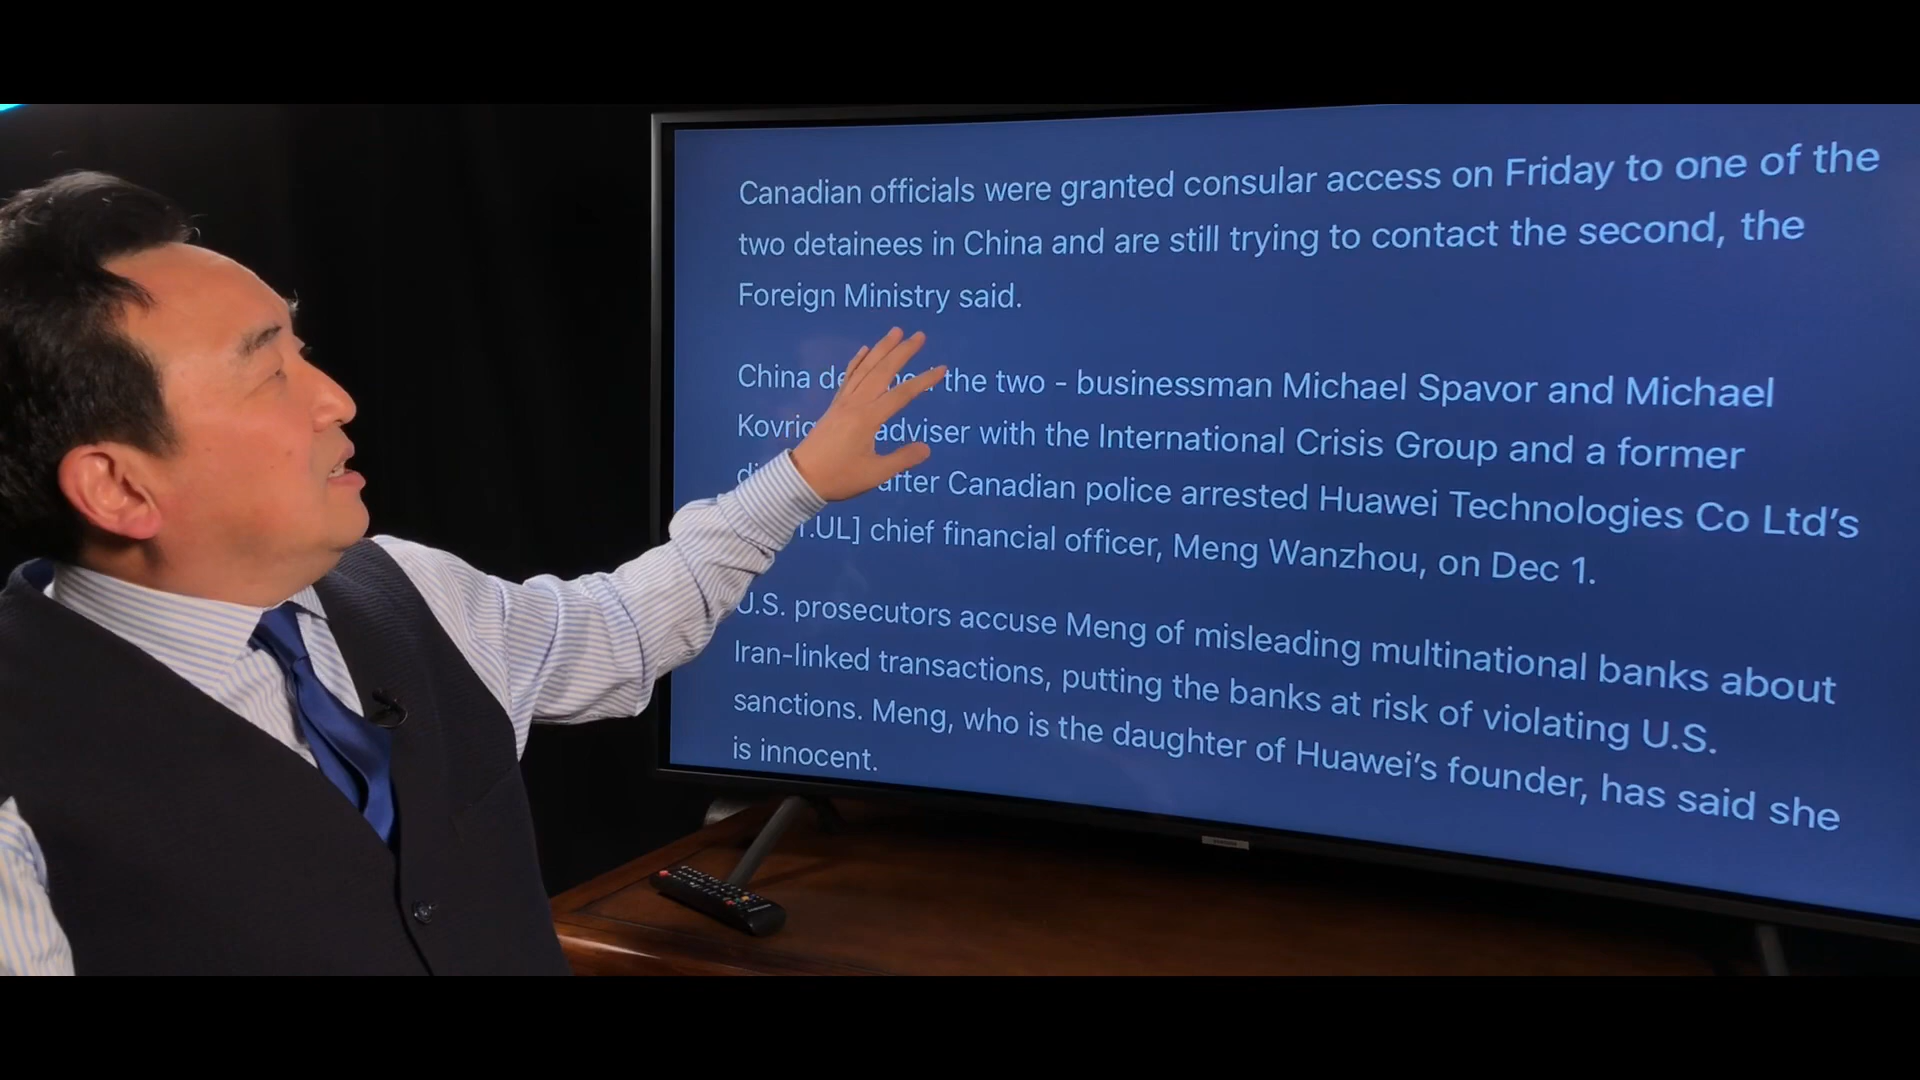 Canadian officials were granted consular access on Friday to one of the
two detainees in China and are still trying to contact the second, the
Foreign Ministry said.
China the two - businessman Michael Spavor and Michael
adviser with the International Crisis Group and a former
after Canadian police arrested Huawei Technologies Co Ltd's
.UL] chief financial officer, Meng Wanzhou, on Dec 1.
U.S. prosecutors accuse Meng of misleading multinational banks about
Iran-linked transactions, putting the banks at risk of violating U.S.
sanctions. Meng, who is the daughter of Huawei's founder, has said she
is innocent.